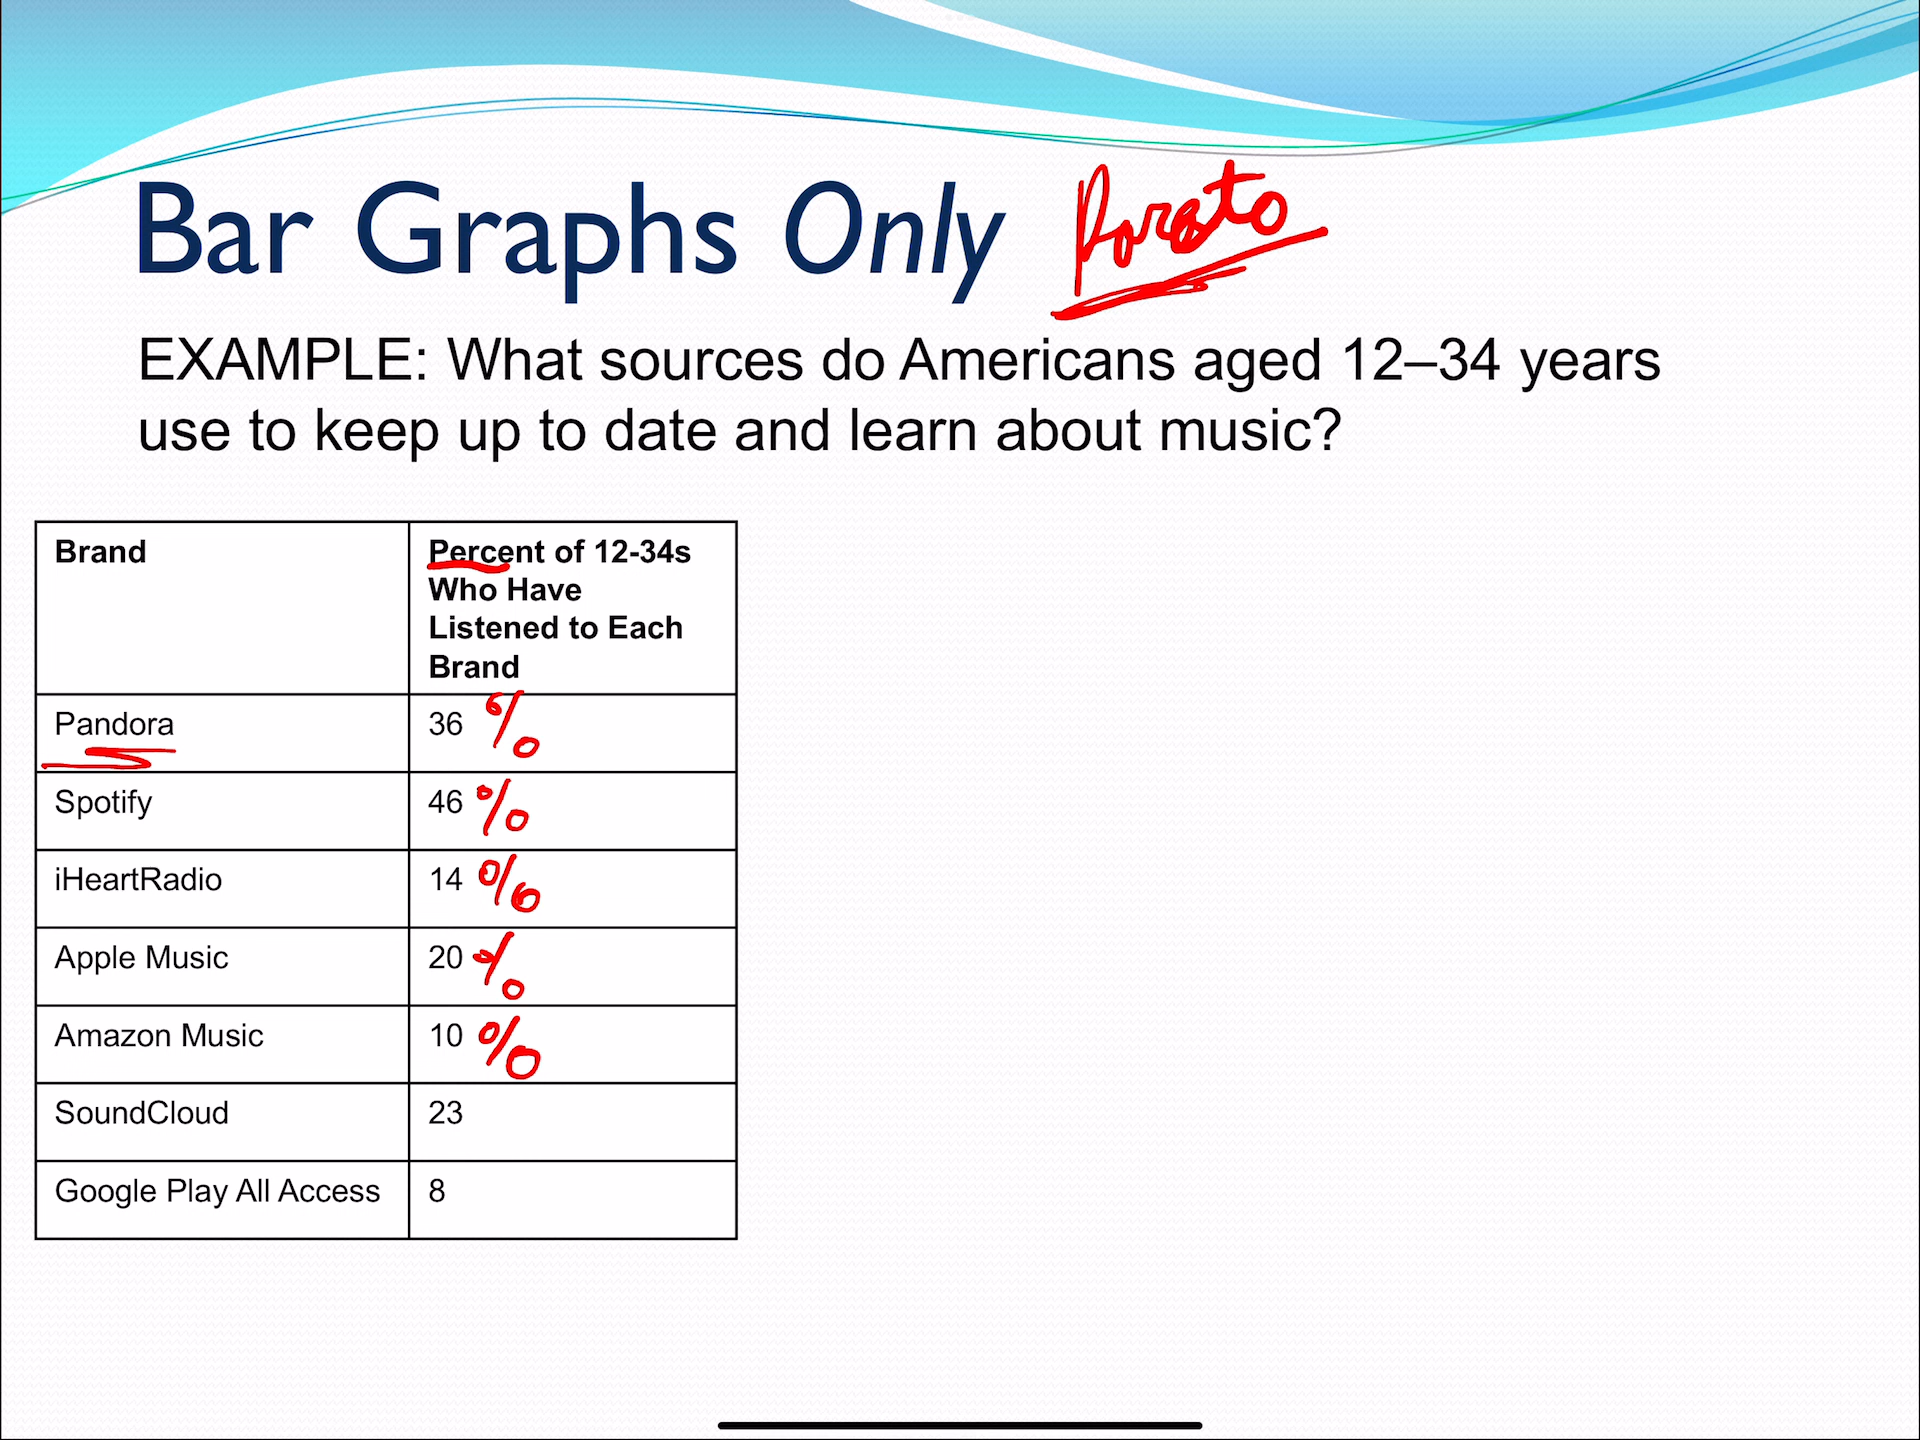 Bar Graphs Only Pareto
EXAMPLE: What sources do Americans aged 12–34 years
use to keep up to date and learn about music?
Brand
Percent of 12-34s
Who Have
Listened to Each
Brand
Pandora 36 %
Spotify 46 %
iHeartRadio 14 %
Apple Music 20 %
Amazon Music 10 %
SoundCloud 23
Google Play All Access 8